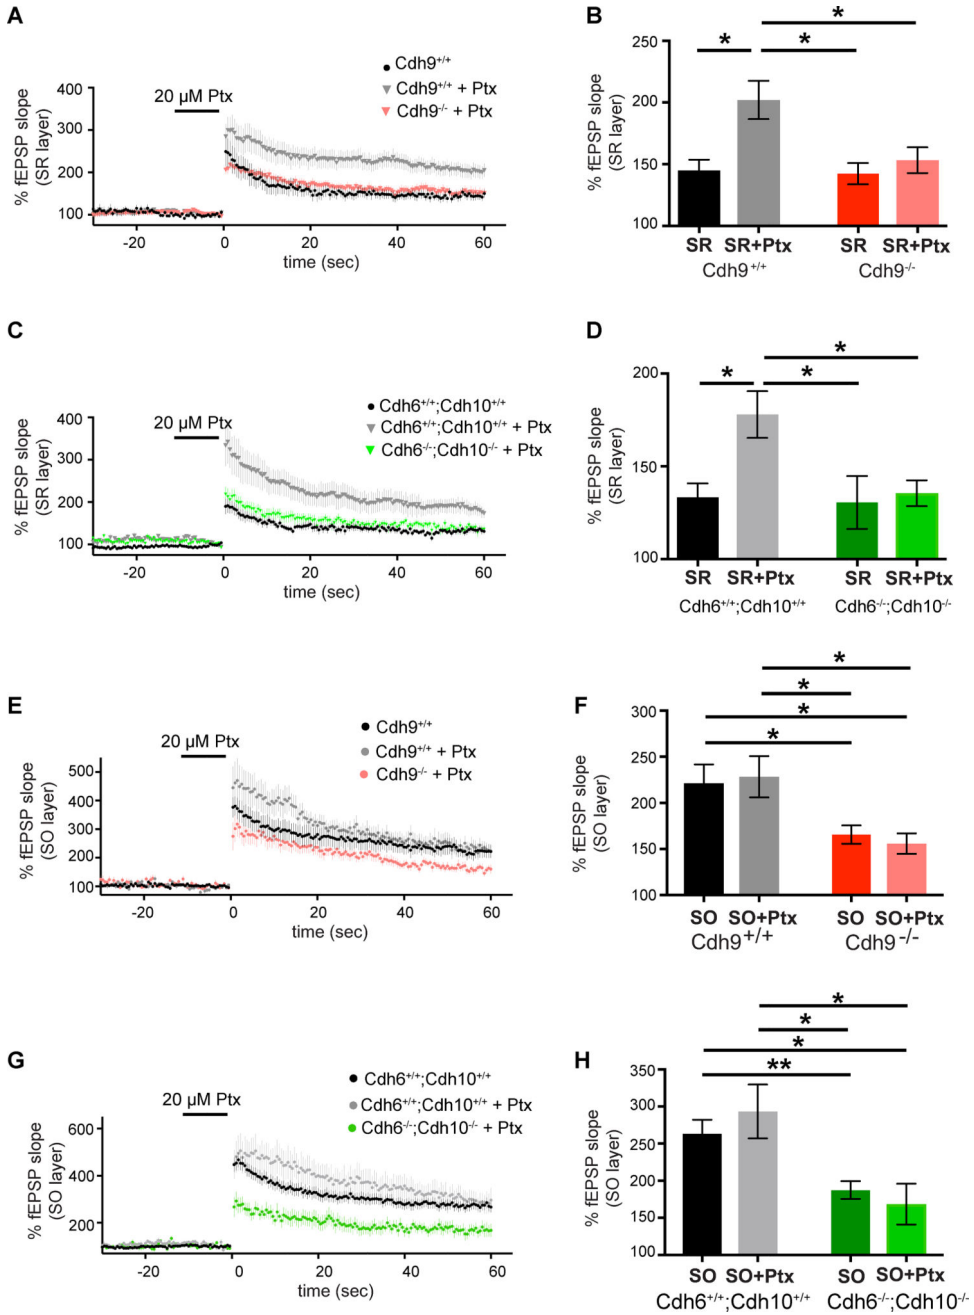 A
Cdh9+/+
Cdh9+/+ + Ptx
Cdh9-/- + Ptx
20 µM Ptx
% fEPSP slope
(SR layer)
400
300
200
100
-20
0
20
40
60
time (sec)
B
*
*
*
% fEPSP slope
(SR layer)
250
200
150
100
SR SR+Ptx SR SR+Ptx
Cdh9+/+ Cdh9-/-
C
Cdh6+/+;Cdh10+/+
Cdh6+/+;Cdh10+/+ + Ptx
Cdh6-/-;Cdh10-/- + Ptx
20 µM Ptx
% fEPSP slope
(SR layer)
400
300
200
100
-20
0
20
40
60
time (sec)
D
*
*
*
% fEPSP slope
(SR layer)
200
150
100
SR SR+Ptx SR SR+Ptx
Cdh6+/+;Cdh10+/+ Cdh6-/-;Cdh10-/-
E
Cdh9+/+
Cdh9+/+ + Ptx
Cdh9-/- + Ptx
20 µM Ptx
% fEPSP slope
(SO layer)
500
400
300
200
100
-20
0
20
40
60
time (sec)
F
*
*
*
*
% fEPSP slope
(SO layer)
300
250
200
150
100
SO SO+Ptx SO SO+Ptx
Cdh9+/+ Cdh9-/-
G
Cdh6+/+;Cdh10+/+
Cdh6+/+;Cdh10+/+ + Ptx
Cdh6-/-;Cdh10-/- + Ptx
20 µM Ptx
% fEPSP slope
(SO layer)
600
400
200
-20
0
20
40
60
time (sec)
H
*
*
*
**
% fEPSP slope
(SO layer)
350
300
250
200
150
100
SO SO+Ptx SO SO+Ptx
Cdh6+/+;Cdh10+/+ Cdh6-/-;Cdh10-/-